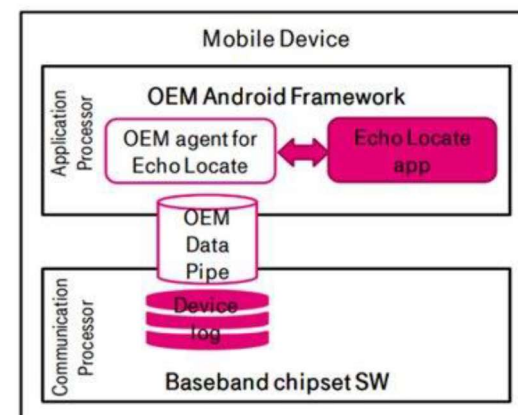 Mobile Device
Application
Processor
OEM Android Framework
OEM agent for
Echo Locate
Echo Locate
app
OEM
Data
Pipe
Communication
Processor
Device
log
Baseband chipset SW